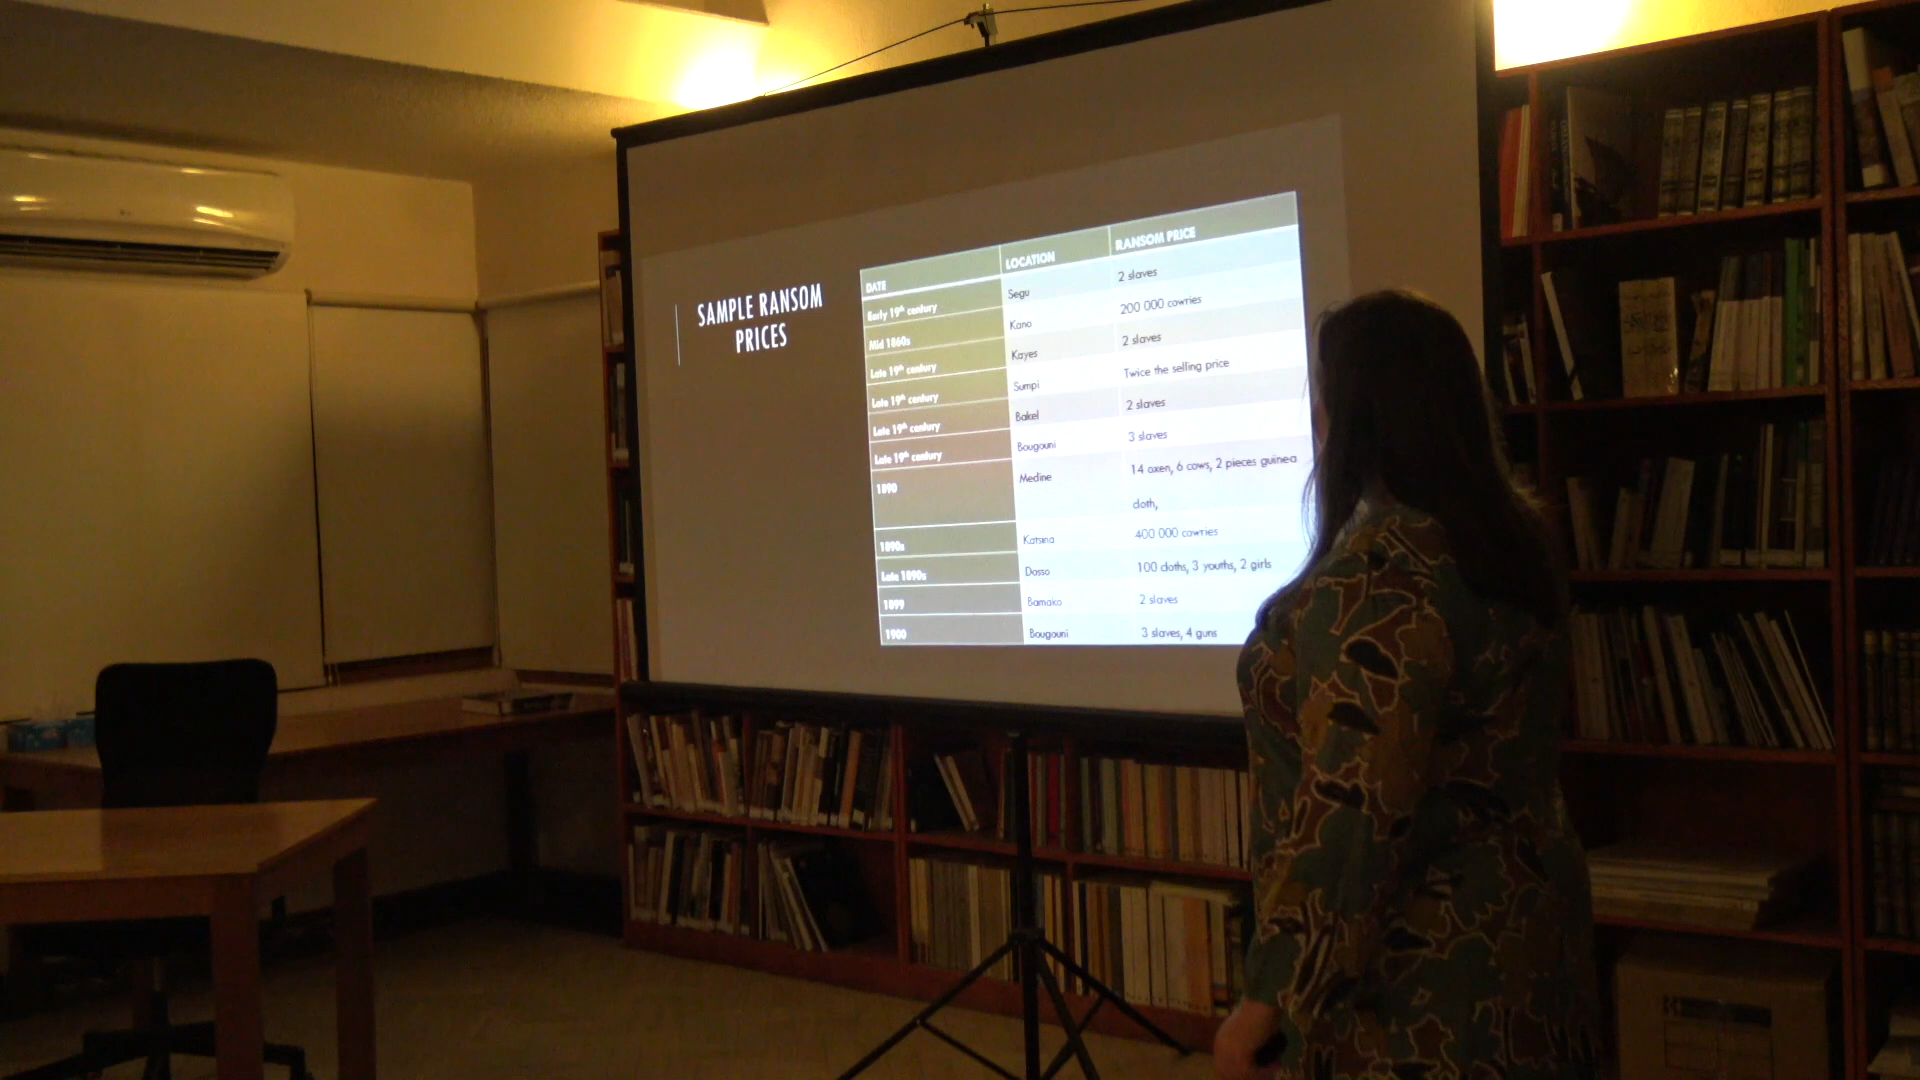 SAMPLE RANSOM
PRICES
DATE LOCATION RANSOM PRICE
Early 19th century Segu 2 slaves
Mid 1860s Kano 200 000 cowries
Late 19th century Kayes 2 slaves
Late 19th century Sumpi Twice the selling price
Late 19th century Bakel 2 slaves
Late 19th century Bougouni 3 slaves
1890 Medine 14 oxen, 6 cows, 2 pieces guinea
cloth,
1890s Katsina 400 000 cowries
Late 1890s Dosso 100 cloths, 3 youths, 2 girls
1899 Bamako 2 slaves
1900 Bougouni 3 slaves, 4 guns